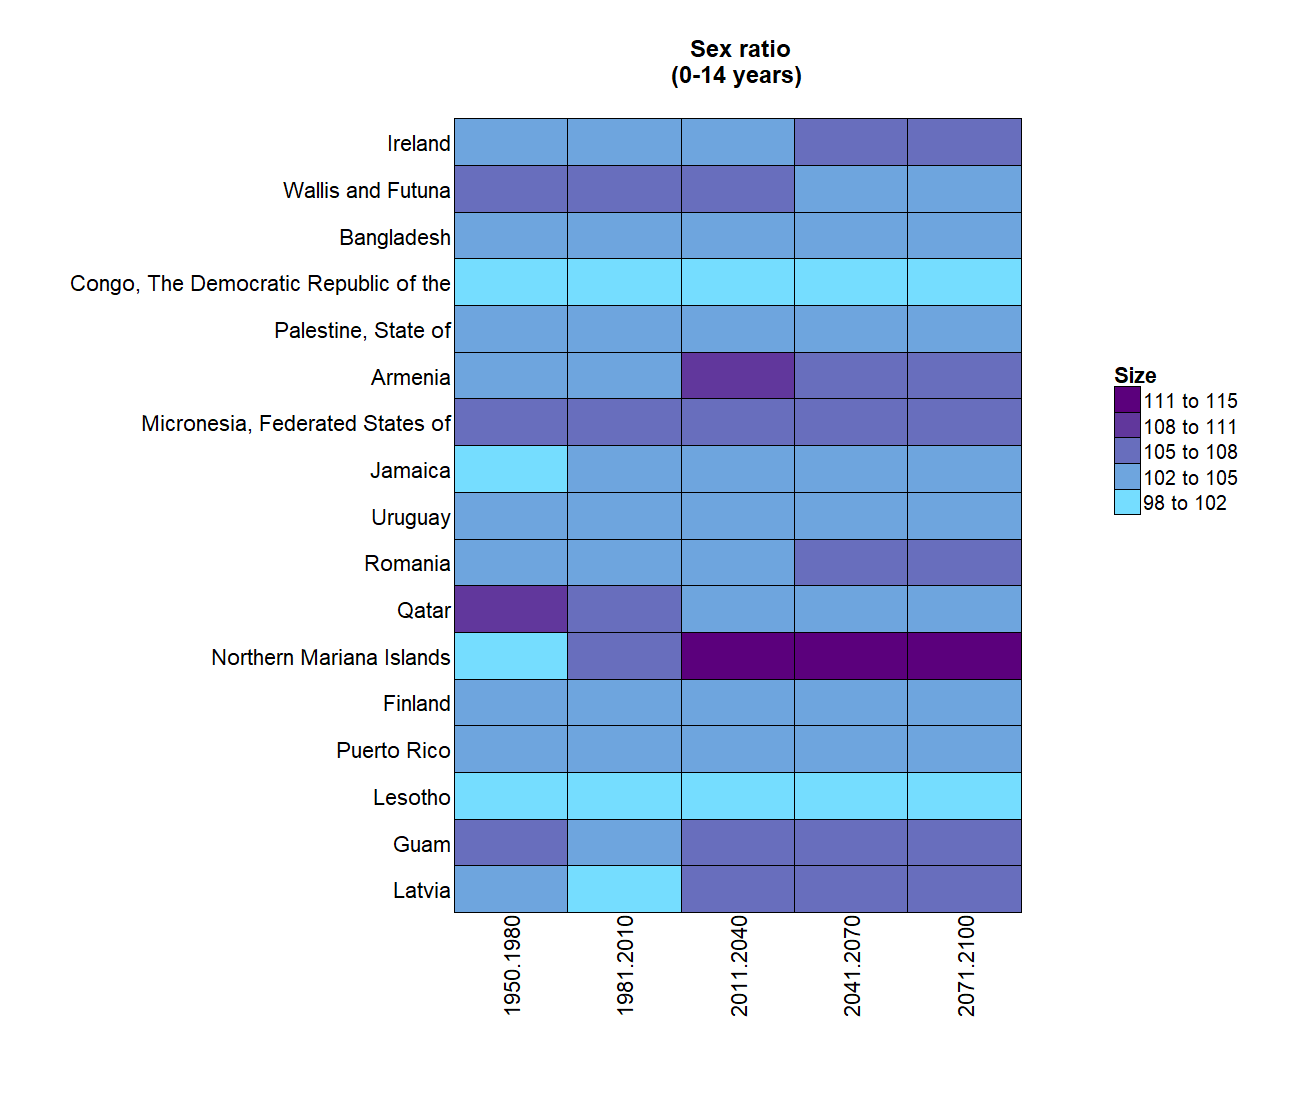 Sex ratio
(0-14 years)
Ireland
Wallis and Futuna
Bangladesh
Congo, The Democratic Republic of the
Palestine, State of
Armenia
Micronesia, Federated States of
Jamaica
Uruguay
Romania
Qatar
Northern Mariana Islands
Finland
Puerto Rico
Lesotho
Guam
Latvia
1950.1980
1981.2010
2011.2040
2041.2070
2071.2100
Size
111 to 115
108 to 111
105 to 108
102 to 105
98 to 102